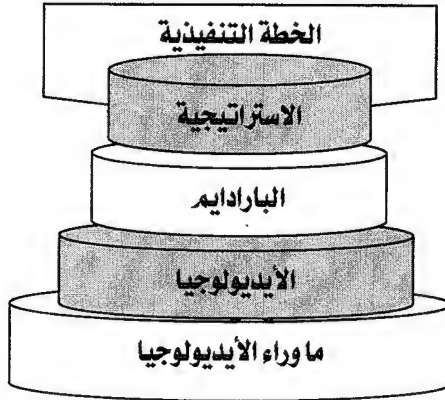 الخطة التنفيذية
الاستراتيجية
البارادايم
الأيديولوجيا
ما وراء الأيديولوجيا